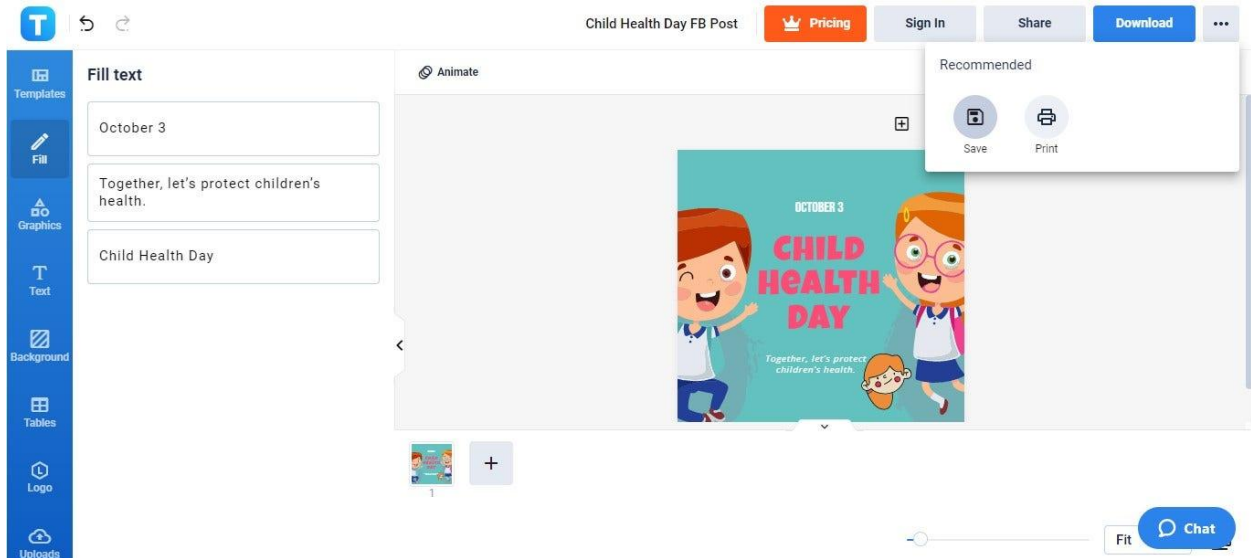 T
Child Health Day FB Post
Pricing
Sign In
Share
Download
Templates
Fill
Graphics
Text
Background
Tables
Logo
Uploads
Fill text
October 3
Together, let’s protect children’s
health.
Child Health Day
Animate
Recommended
Save
Print
OCTOBER 3
CHILD
HEALTH
DAY
Together, let’s protect
children’s health.
1
Fit
Chat